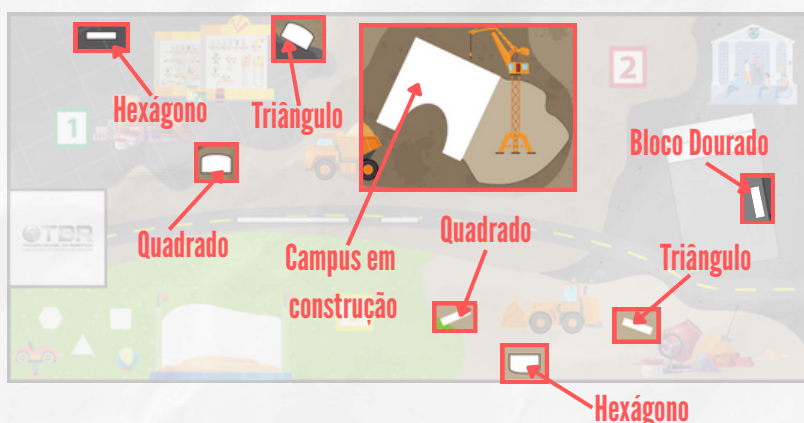 2
Hexágono
Triângulo
1
Bloco Dourado
Quadrado
Quadrado
TBR
Campus em
construção
Triângulo
Hexágono